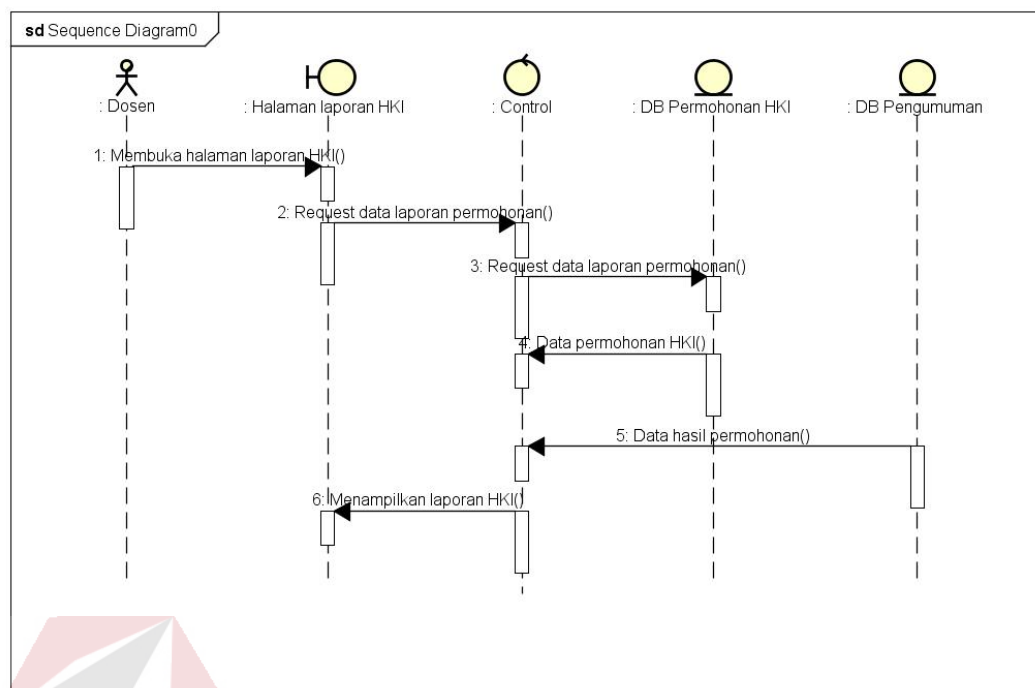 sd Sequence Diagram0
: Dosen
: Halaman laporan HKI
: Control
: DB Permohonan HKI
: DB Pengumuman
1: Membuka halaman laporan HKI()
2: Request data laporan permohonan()
3: Request data laporan permohonan()
4: Data permohonan HKI()
5: Data hasil permohonan()
6: Menampilkan laporan HKI()